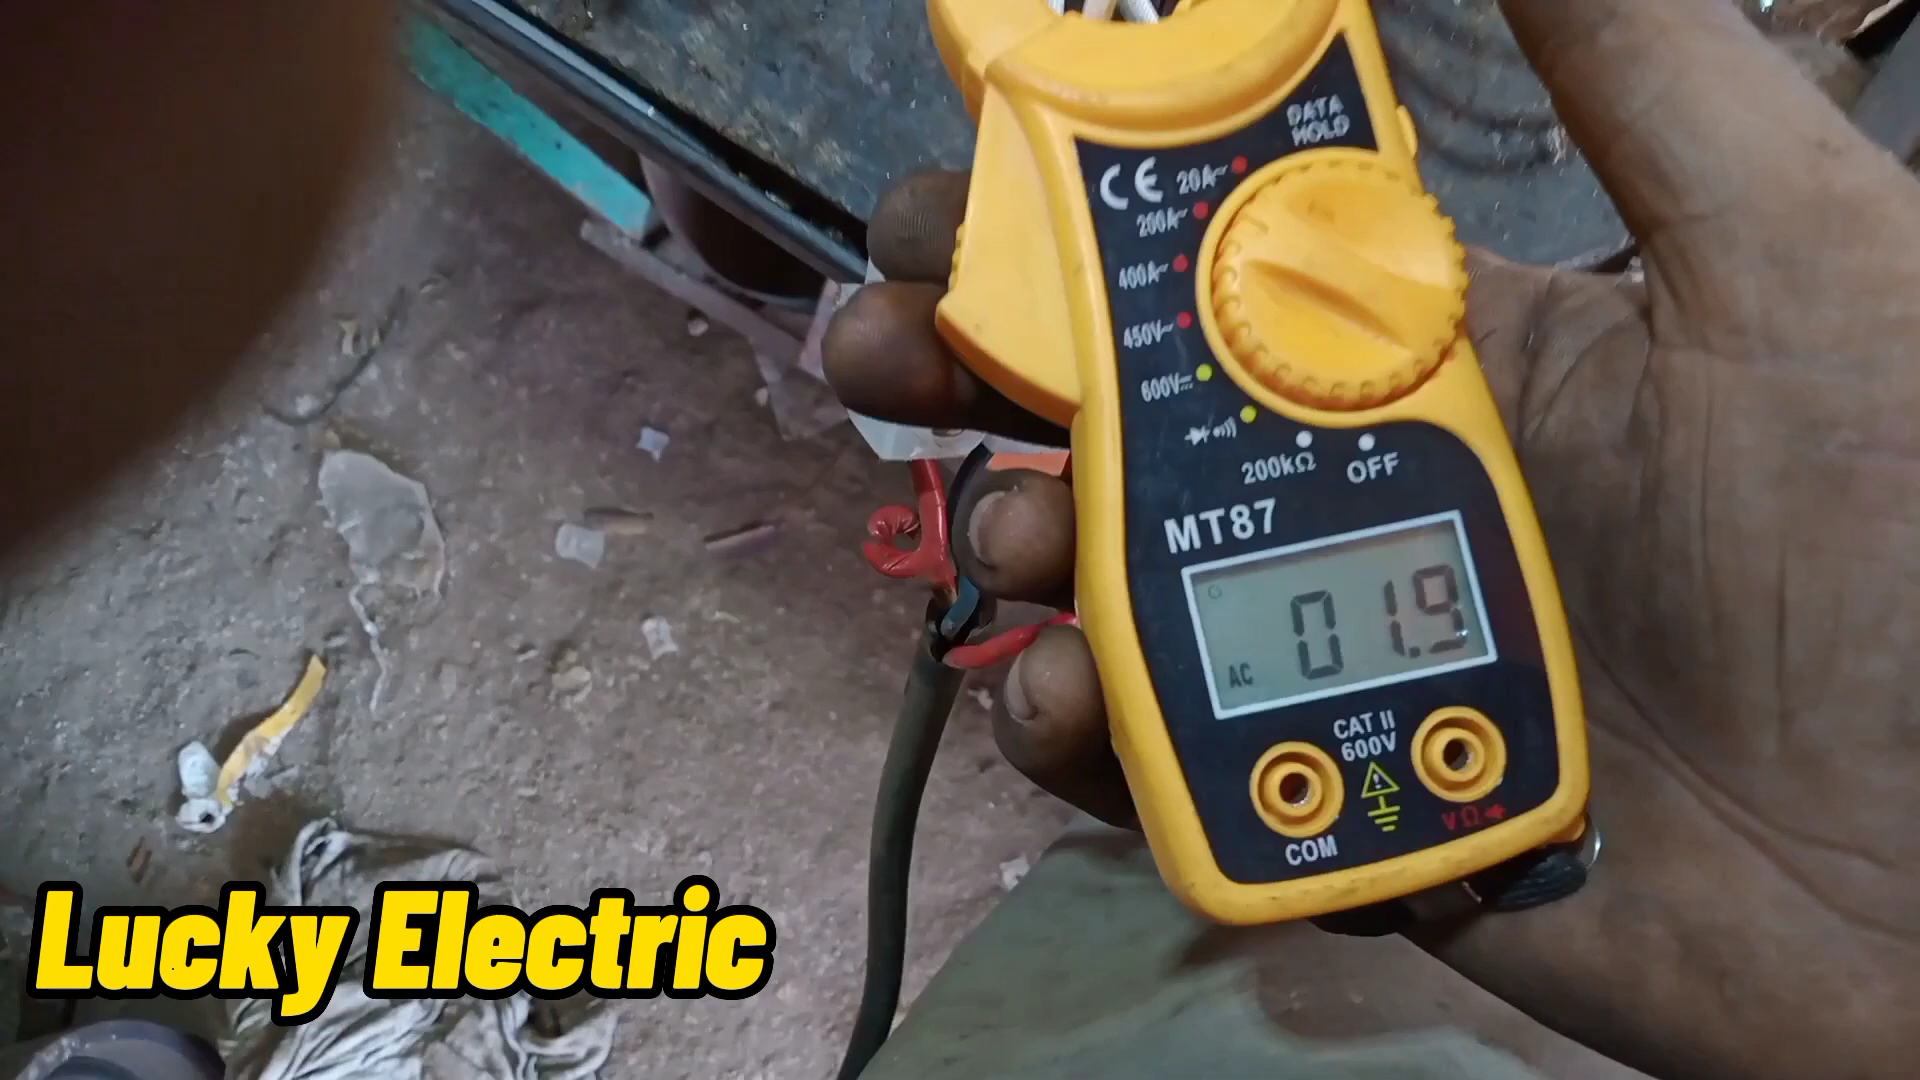 DATA
HOLD
CE 20A~
200A~
400A~
450V~
600V⎓
200kΩ
OFF
MT87
01.9
AC
CAT II
600V
VΩ
COM
Lucky Electric